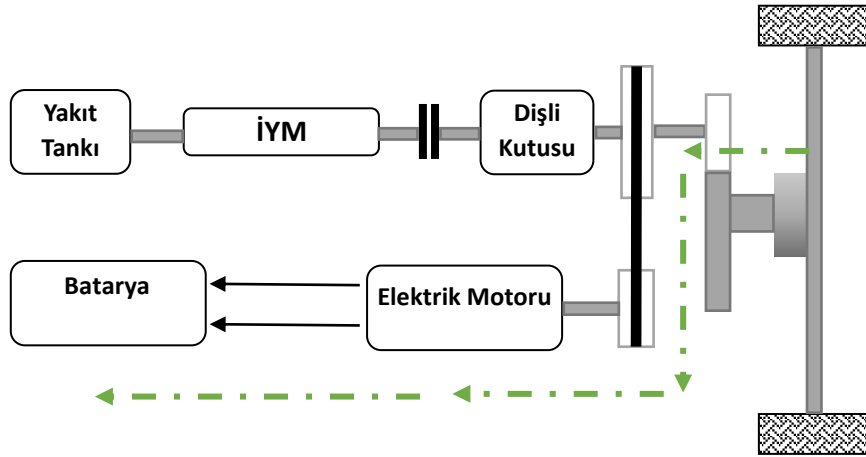 Yakıt
Tankı
İYM
Dişli
Kutusu
Batarya
Elektrik Motoru